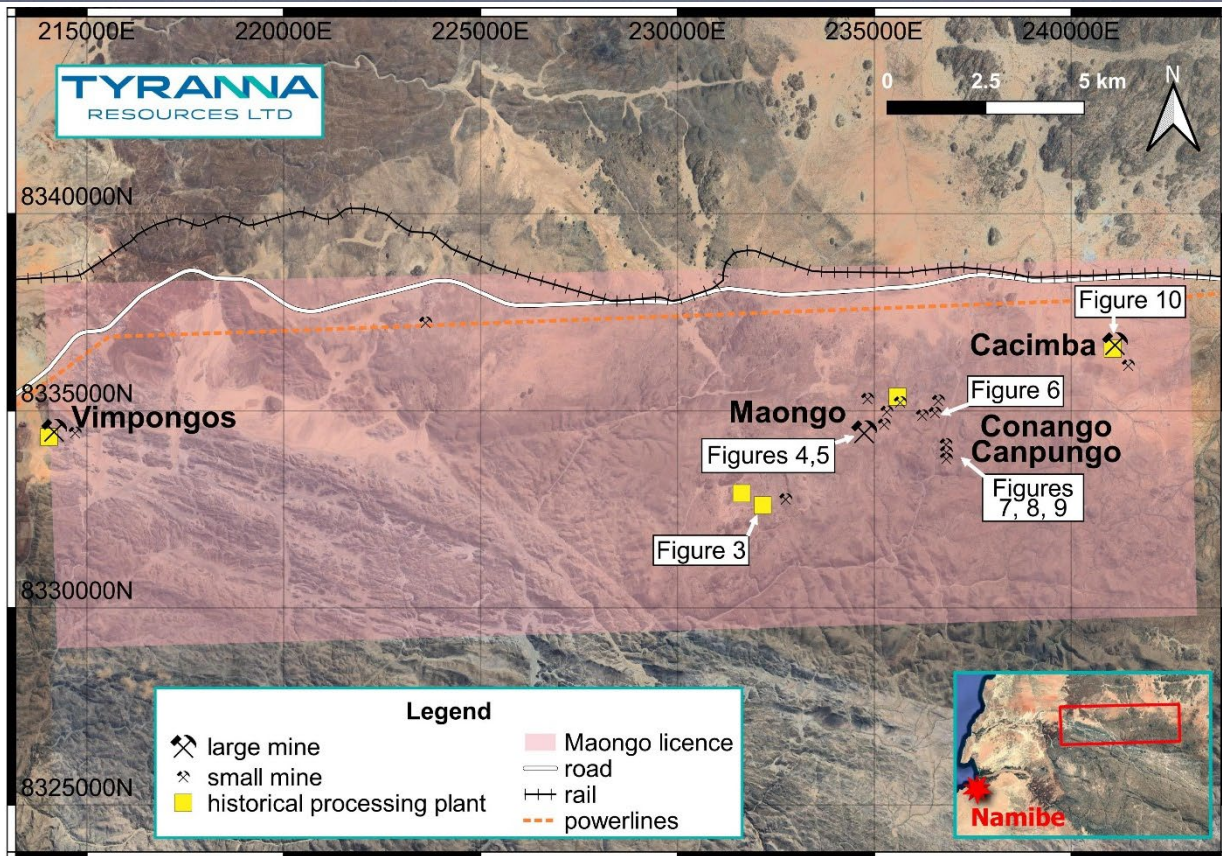 215000E
220000E
225000E
230000E
235000E
240000E
TYRANNA
RESOURCES LTD
0 2.5 5 km
N
8340000N
Figure 10
Cacimba
8335000N
Vimpongos
Figure 6
Maongo
Conango
Canpungo
Figures 4,5
Figures
7, 8, 9
Figure 3
8330000N
Legend
large mine
small mine
historical processing plant
Maongo licence
road
rail
powerlines
8325000N
Namibe